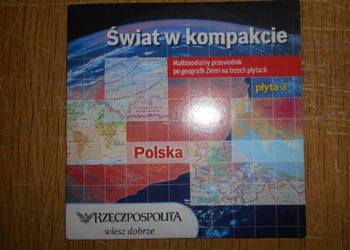 Świat w kompakcie
Multimedialny przewodnik
po geografii Ziemi na trzech płytach
płyta 3
Polska
RZECZPOSPOLITA
wiesz dobrze